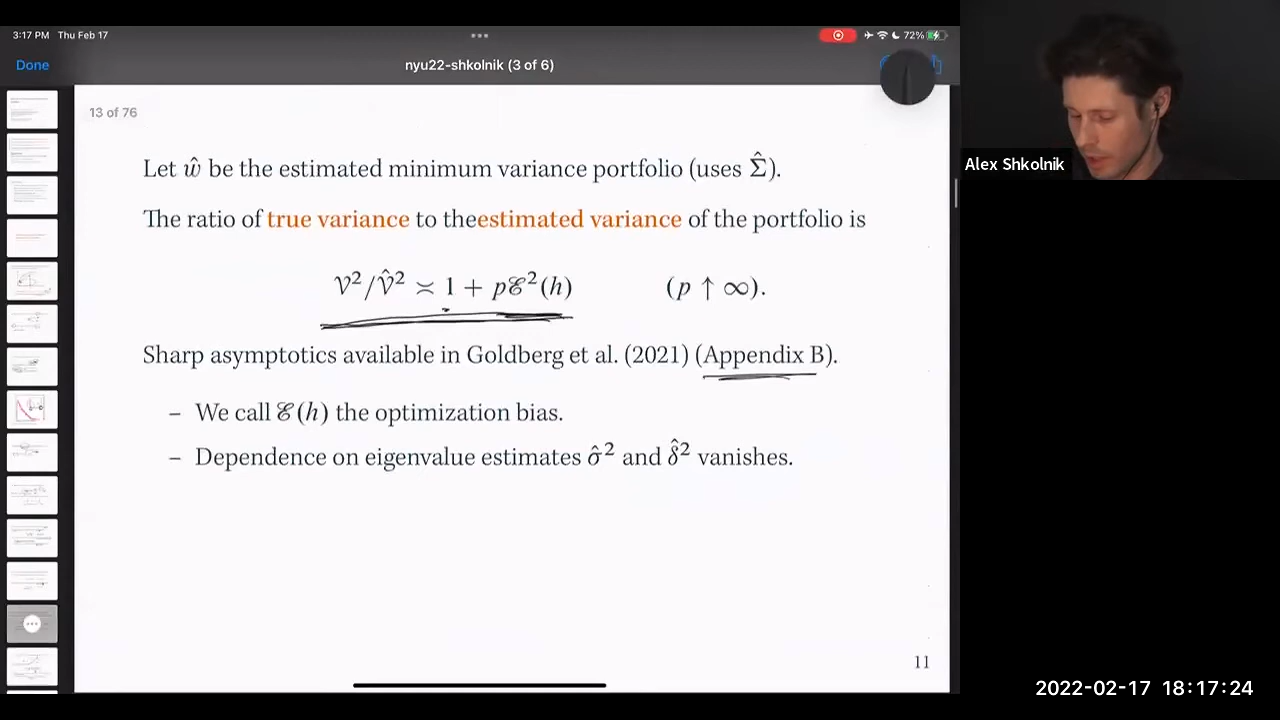 3:17 PM Thu Feb 17
72%
Done
nyu22-shkolnik (3 of 6)
13 of 76
Let ŵ be the estimated minimum variance portfolio (uses Σ̂).
The ratio of true variance to theestimated variance of the portfolio is
𝒱²/𝒱̂² ≍ 1 + pℰ²(h) (p ↑ ∞).
Sharp asymptotics available in Goldberg et al. (2021) (Appendix B).
– We call ℰ(h) the optimization bias.
– Dependence on eigenvalue estimates σ̂² and δ̂² vanishes.
11
Alex Shkolnik
2022-02-17 18:17:24